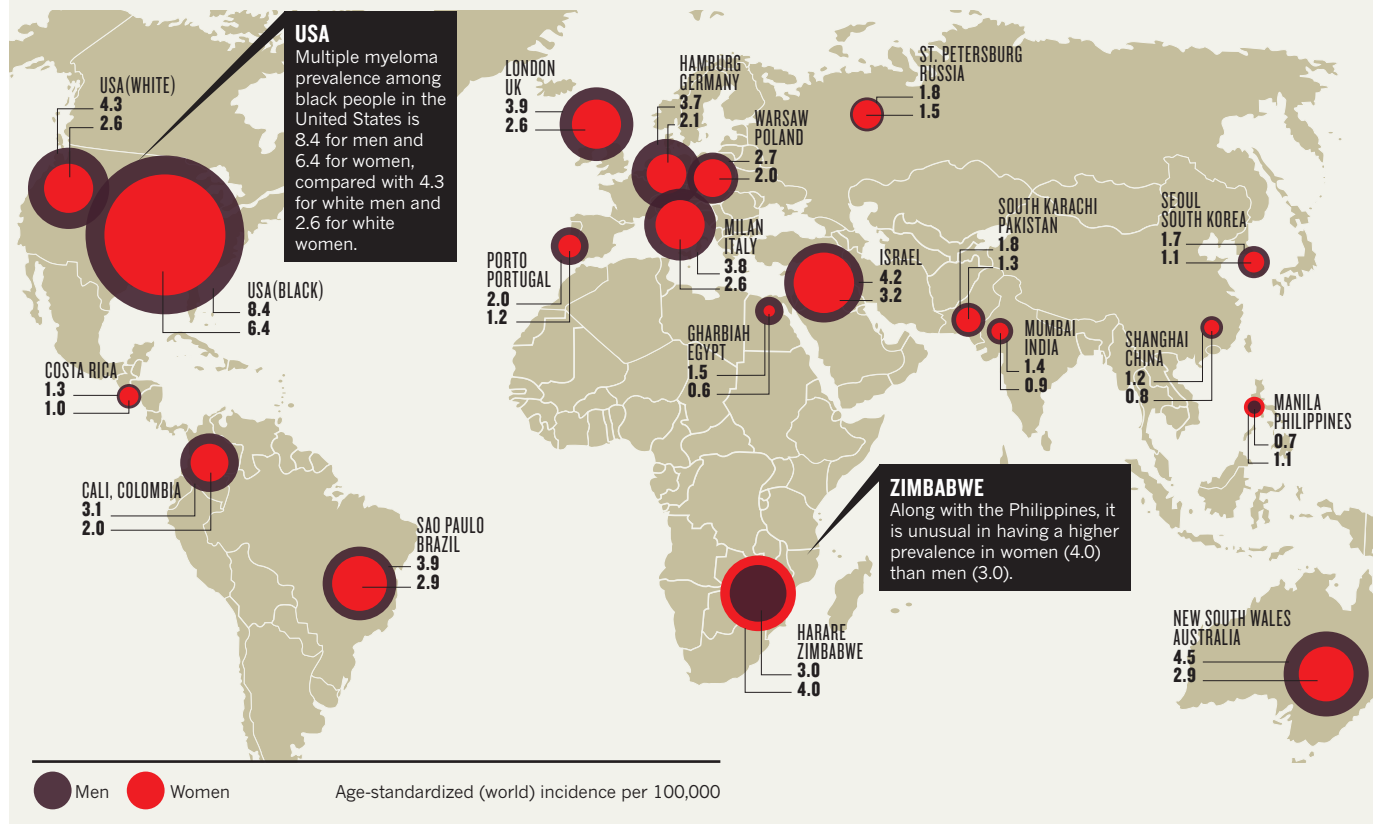 USA
Multiple myeloma
prevalence among
black people in the
United States is
8.4 for men and
6.4 for women,
compared with 4.3
for white men and
2.6 for white
women.
USA(WHITE)
4.3
2.6
USA(BLACK)
8.4
6.4
COSTA RICA
1.3
1.0
CALI, COLOMBIA
3.1
2.0
SAO PAULO
BRAZIL
3.9
2.9
LONDON
UK
3.9
2.6
HAMBURG
GERMANY
3.7
2.1
WARSAW
POLAND
2.7
2.0
ST. PETERSBURG
RUSSIA
1.8
1.5
PORTO
PORTUGAL
2.0
1.2
MILAN
ITALY
3.8
2.6
ISRAEL
4.2
3.2
GHARBIAH
EGYPT
1.5
0.6
SOUTH KARACHI
PAKISTAN
1.8
1.3
MUMBAI
INDIA
1.4
0.9
SEOUL
SOUTH KOREA
1.7
1.1
SHANGHAI
CHINA
1.2
0.8
MANILA
PHILIPPINES
0.7
1.1
ZIMBABWE
Along with the Philippines, it
is unusual in having a higher
prevalence in women (4.0)
than men (3.0).
HARARE
ZIMBABWE
3.0
4.0
NEW SOUTH WALES
AUSTRALIA
4.5
2.9
Men
Women
Age-standardized (world) incidence per 100,000